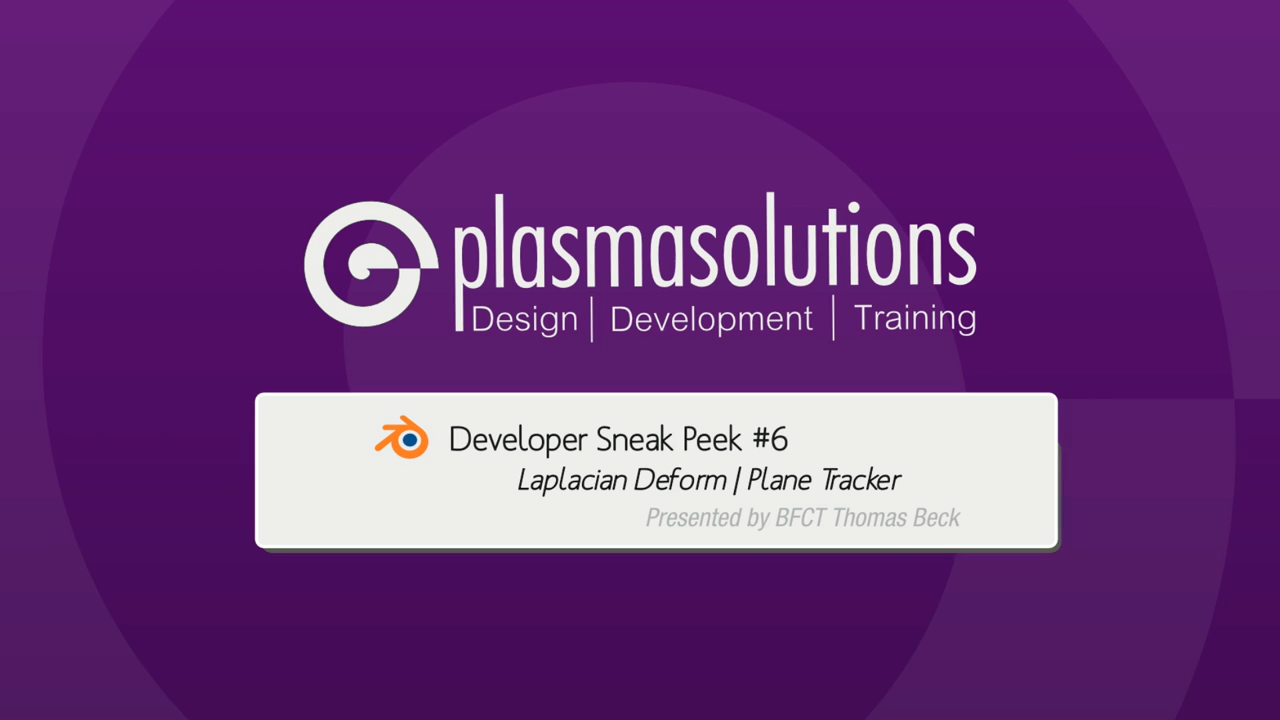 plasmasolutions
Design | Development | Training
Developer Sneak Peek #6
Laplacian Deform | Plane Tracker
Presented by BFCT Thomas Beck